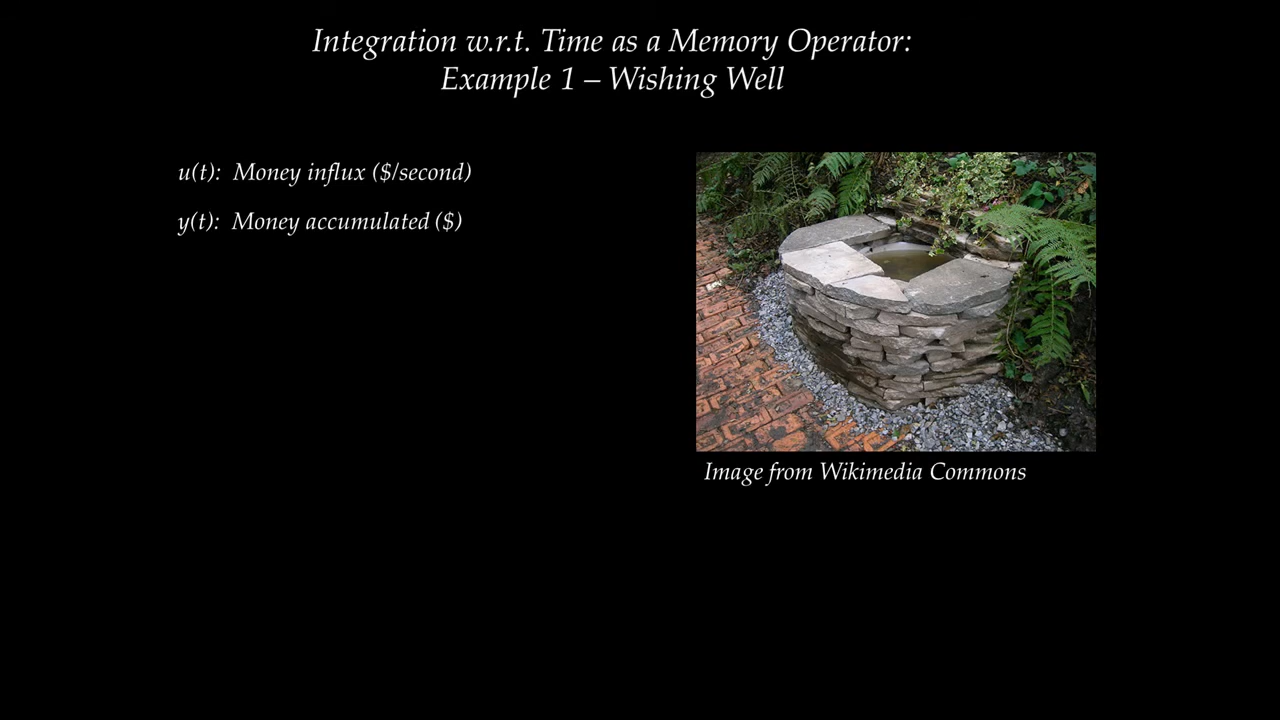 Integration w.r.t. Time as a Memory Operator:
Example 1 – Wishing Well
u(t): Money influx ($/second)
y(t): Money accumulated ($)
Image from Wikimedia Commons